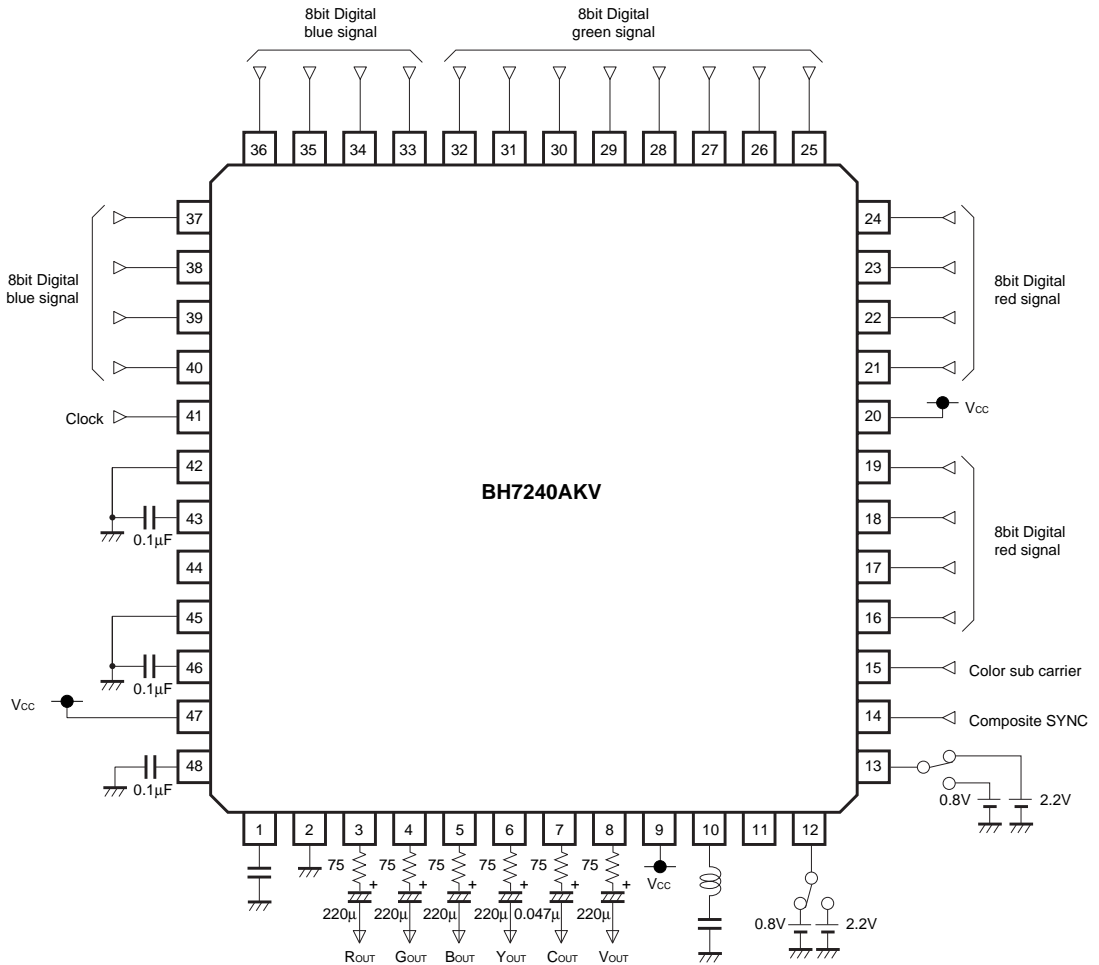 8bit Digital
blue signal
8bit Digital
green signal
36 35 34 33 32 31 30 29 28 27 26 25
8bit Digital
blue signal
37
38
39
40
Clock
41
42
43
0.1µF
44
45
46
0.1µF
Vcc
47
48
0.1µF
BH7240AKV
24
23
22
21
8bit Digital
red signal
20
Vcc
19
18
17
16
8bit Digital
red signal
15
Color sub carrier
14
Composite SYNC
13
0.8V 2.2V
1 2 3 4 5 6 7 8 9 10 11 12
75 75 75 75 75 75
+ + + + + +
Vcc
220µ 220µ 220µ 220µ 0.047µ 220µ
0.8V 2.2V
ROUT GOUT BOUT YOUT COUT VOUT